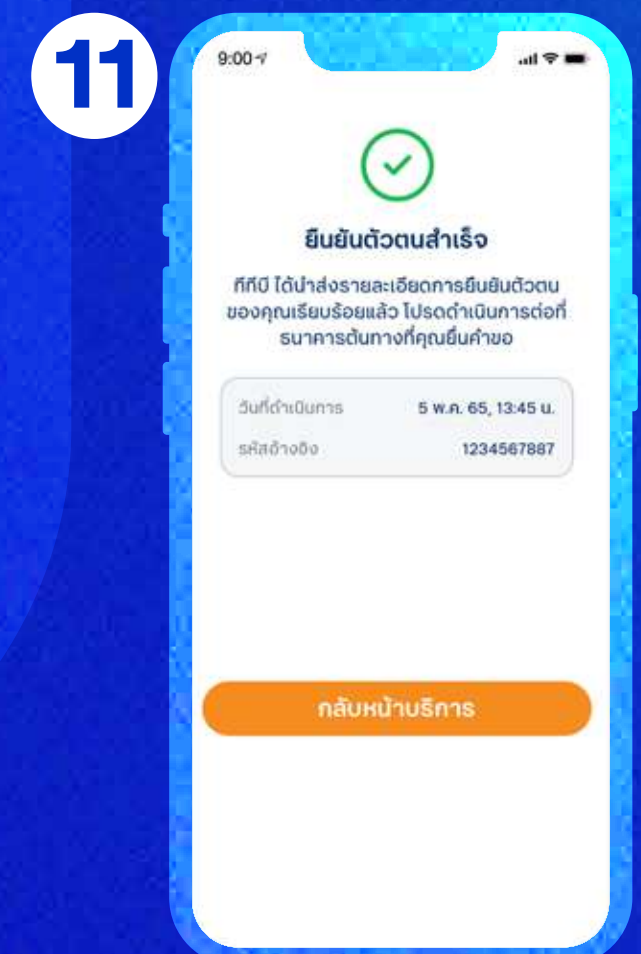 11
9:00
ยืนยันตัวตนสำเร็จ
ทีทีบี ได้นำส่งรายละเอียดการยืนยันตัวตน
ของคุณเรียบร้อยแล้ว โปรดดำเนินการต่อที่
ธนาคารต้นทางที่คุณยื่นคำขอ
วันที่ดำเนินการ 5 พ.ค. 65, 13:45 น.
รหัสอ้างอิง 1234567887
กลับหน้าบริการ